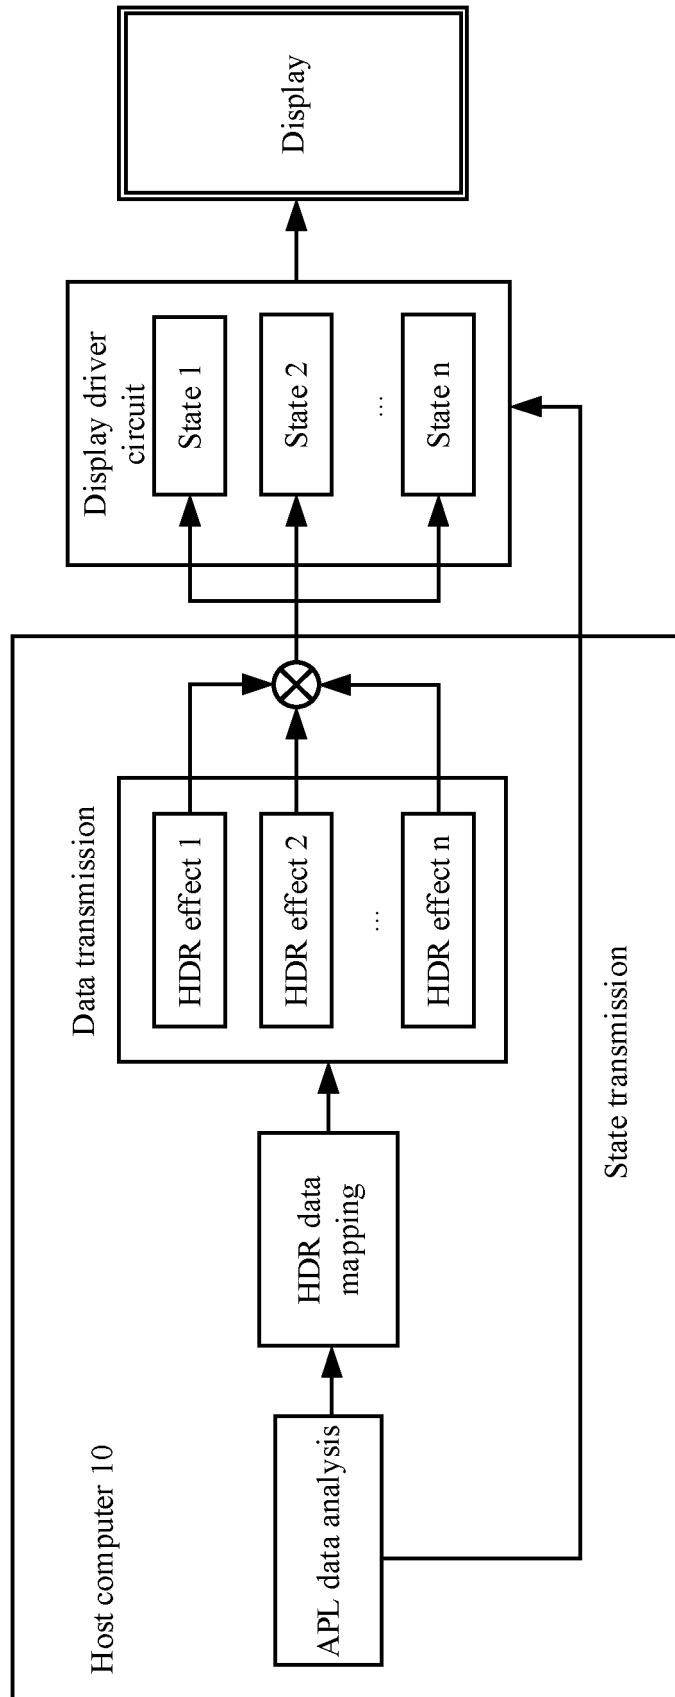 Host computer 10
APL data analysis
HDR data
mapping
Data transmission
HDR effect 1
HDR effect 2
...
HDR effect n
State transmission
Display driver
circuit
State 1
State 2
...
State n
Display